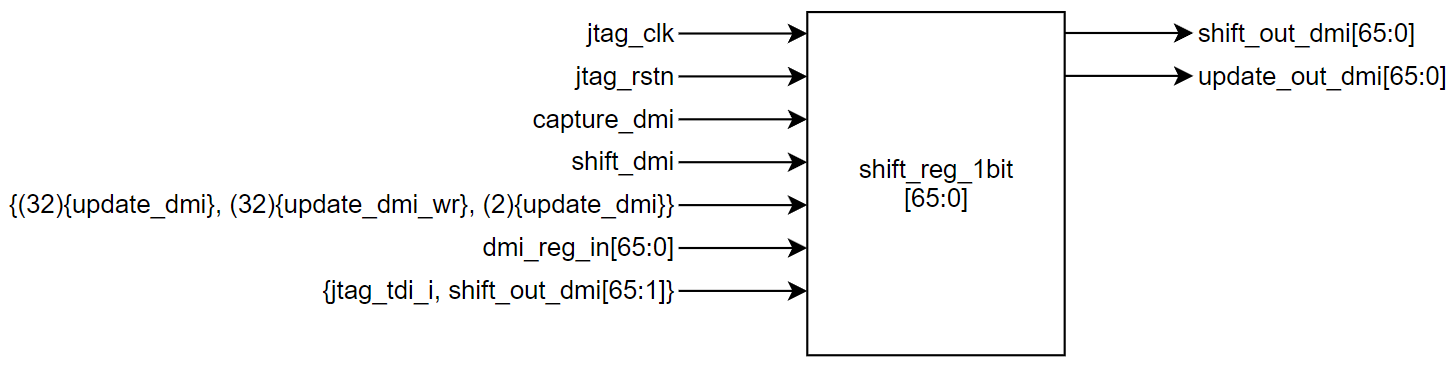 jtag_clk
jtag_rstn
capture_dmi
shift_dmi
{(32){update_dmi}, (32){update_dmi_wr}, (2){update_dmi}}
dmi_reg_in[65:0]
{jtag_tdi_i, shift_out_dmi[65:1]}
shift_reg_1bit
[65:0]
shift_out_dmi[65:0]
update_out_dmi[65:0]